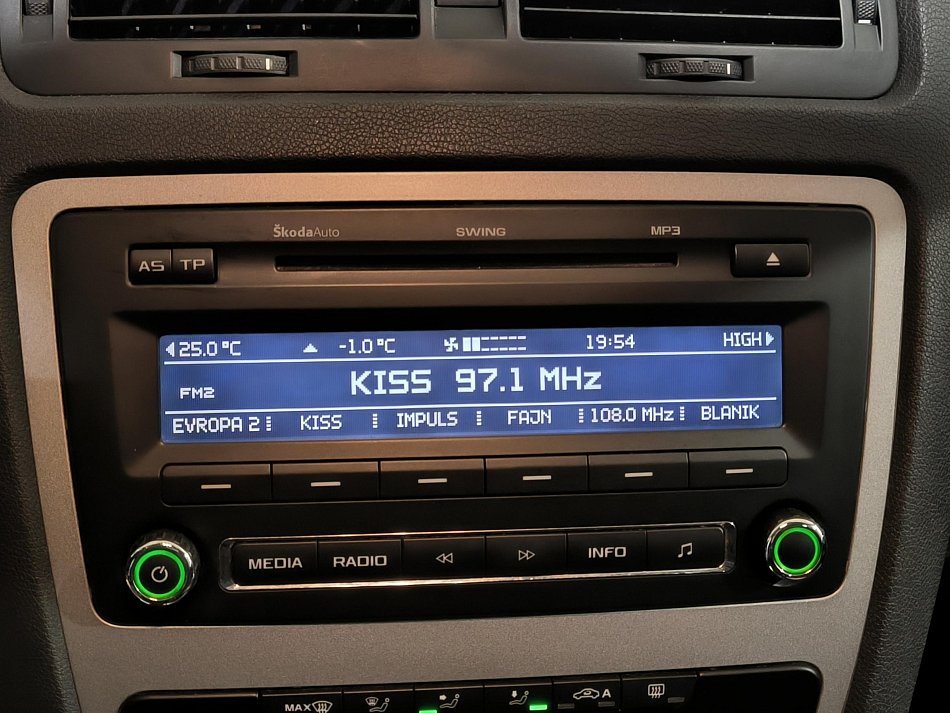 ŠkodaAuto SWING MP3
AS TP
25.0°C -1.0°C 19:54 HIGH
KISS 97.1 MHz
FM2
EVROPA 2 KISS IMPULS FAJN 108.0 MHz BLANIK
MEDIA RADIO INFO
MAX A